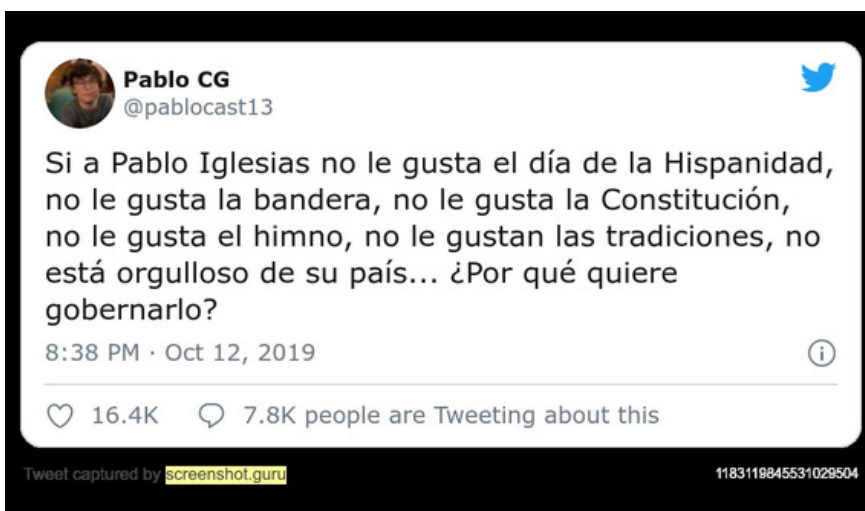 Pablo CG
@pablocast13
Si a Pablo Iglesias no le gusta el día de la Hispanidad,
no le gusta la bandera, no le gusta la Constitución,
no le gusta el himno, no le gustan las tradiciones, no
está orgulloso de su país... ¿Por qué quiere
gobernarlo?
8:38 PM · Oct 12, 2019
16.4K 7.8K people are Tweeting about this
Tweet captured by screenshot.guru 1183119845531029504